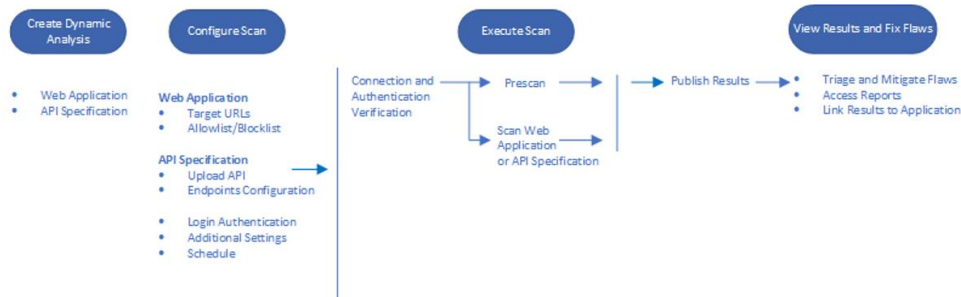 Create Dynamic
Analysis
Configure Scan
Execute Scan
View Results and Fix Flaws
• Web Application
• API Specification
Web Application
• Target URLs
• Allowlist/Blocklist
API Specification
• Upload API
• Endpoints Configuration
• Login Authentication
• Additional Settings
• Schedule
Connection and
Authentication
Verification
Prescan
Scan Web
Application
or API Specification
Publish Results
• Triage and Mitigate Flaws
• Access Reports
• Link Results to Application